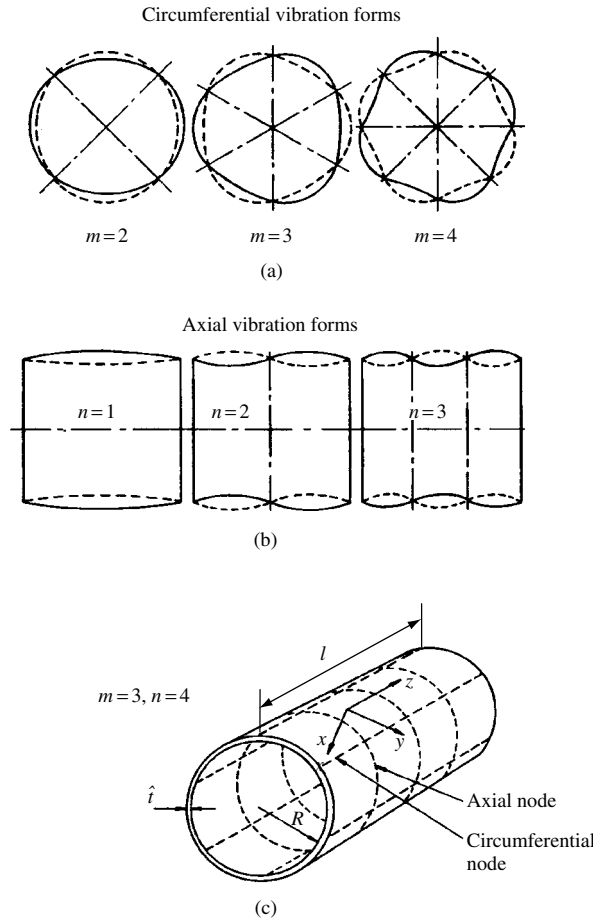 Circumferential vibration forms
m=2
m=3
m=4
(a)
Axial vibration forms
n=1
n=2
n=3
(b)
l
m=3, n=4
z
x
y
t̂
R
Axial node
Circumferential
node
(c)